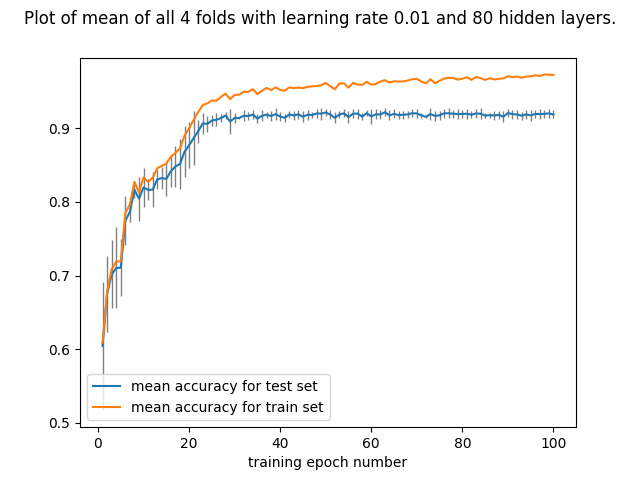 Plot of mean of all 4 folds with learning rate 0.01 and 80 hidden layers.
0.9
0.8
0.7
0.6
0.5
mean accuracy for test set
mean accuracy for train set
0 20 40 60 80 100
training epoch number